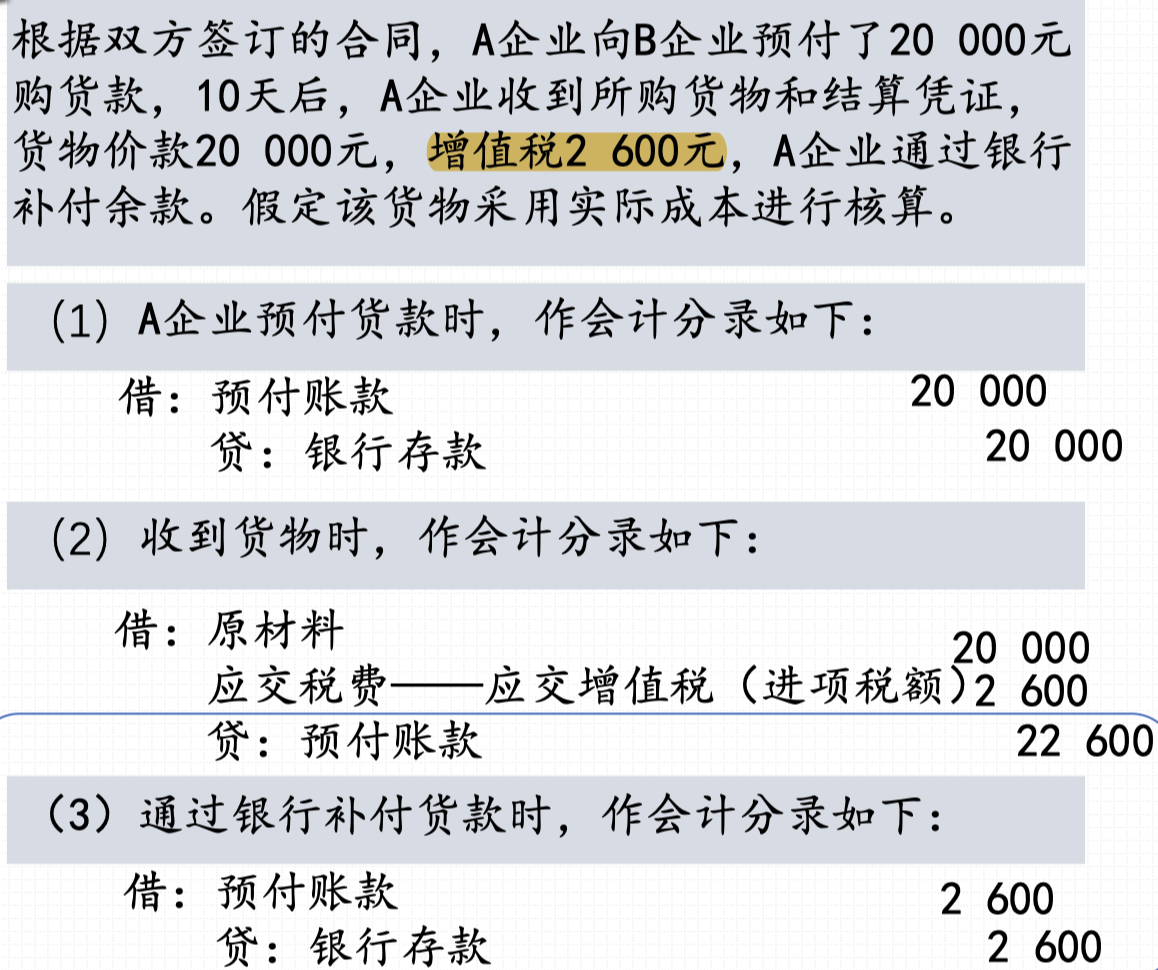 根据双方签订的合同，A企业向B企业预付了20 000元
购货款，10天后，A企业收到所购货物和结算凭证，
货物价款20 000元，增值税2 600元，A企业通过银行
补付余款。假定该货物采用实际成本进行核算。
(1) A企业预付货款时，作会计分录如下：
借：预付账款 20 000
贷：银行存款 20 000
(2) 收到货物时，作会计分录如下：
借：原材料 20 000
应交税费——应交增值税（进项税额）2 600
贷：预付账款 22 600
（3）通过银行补付货款时，作会计分录如下：
借：预付账款 2 600
贷：银行存款 2 600